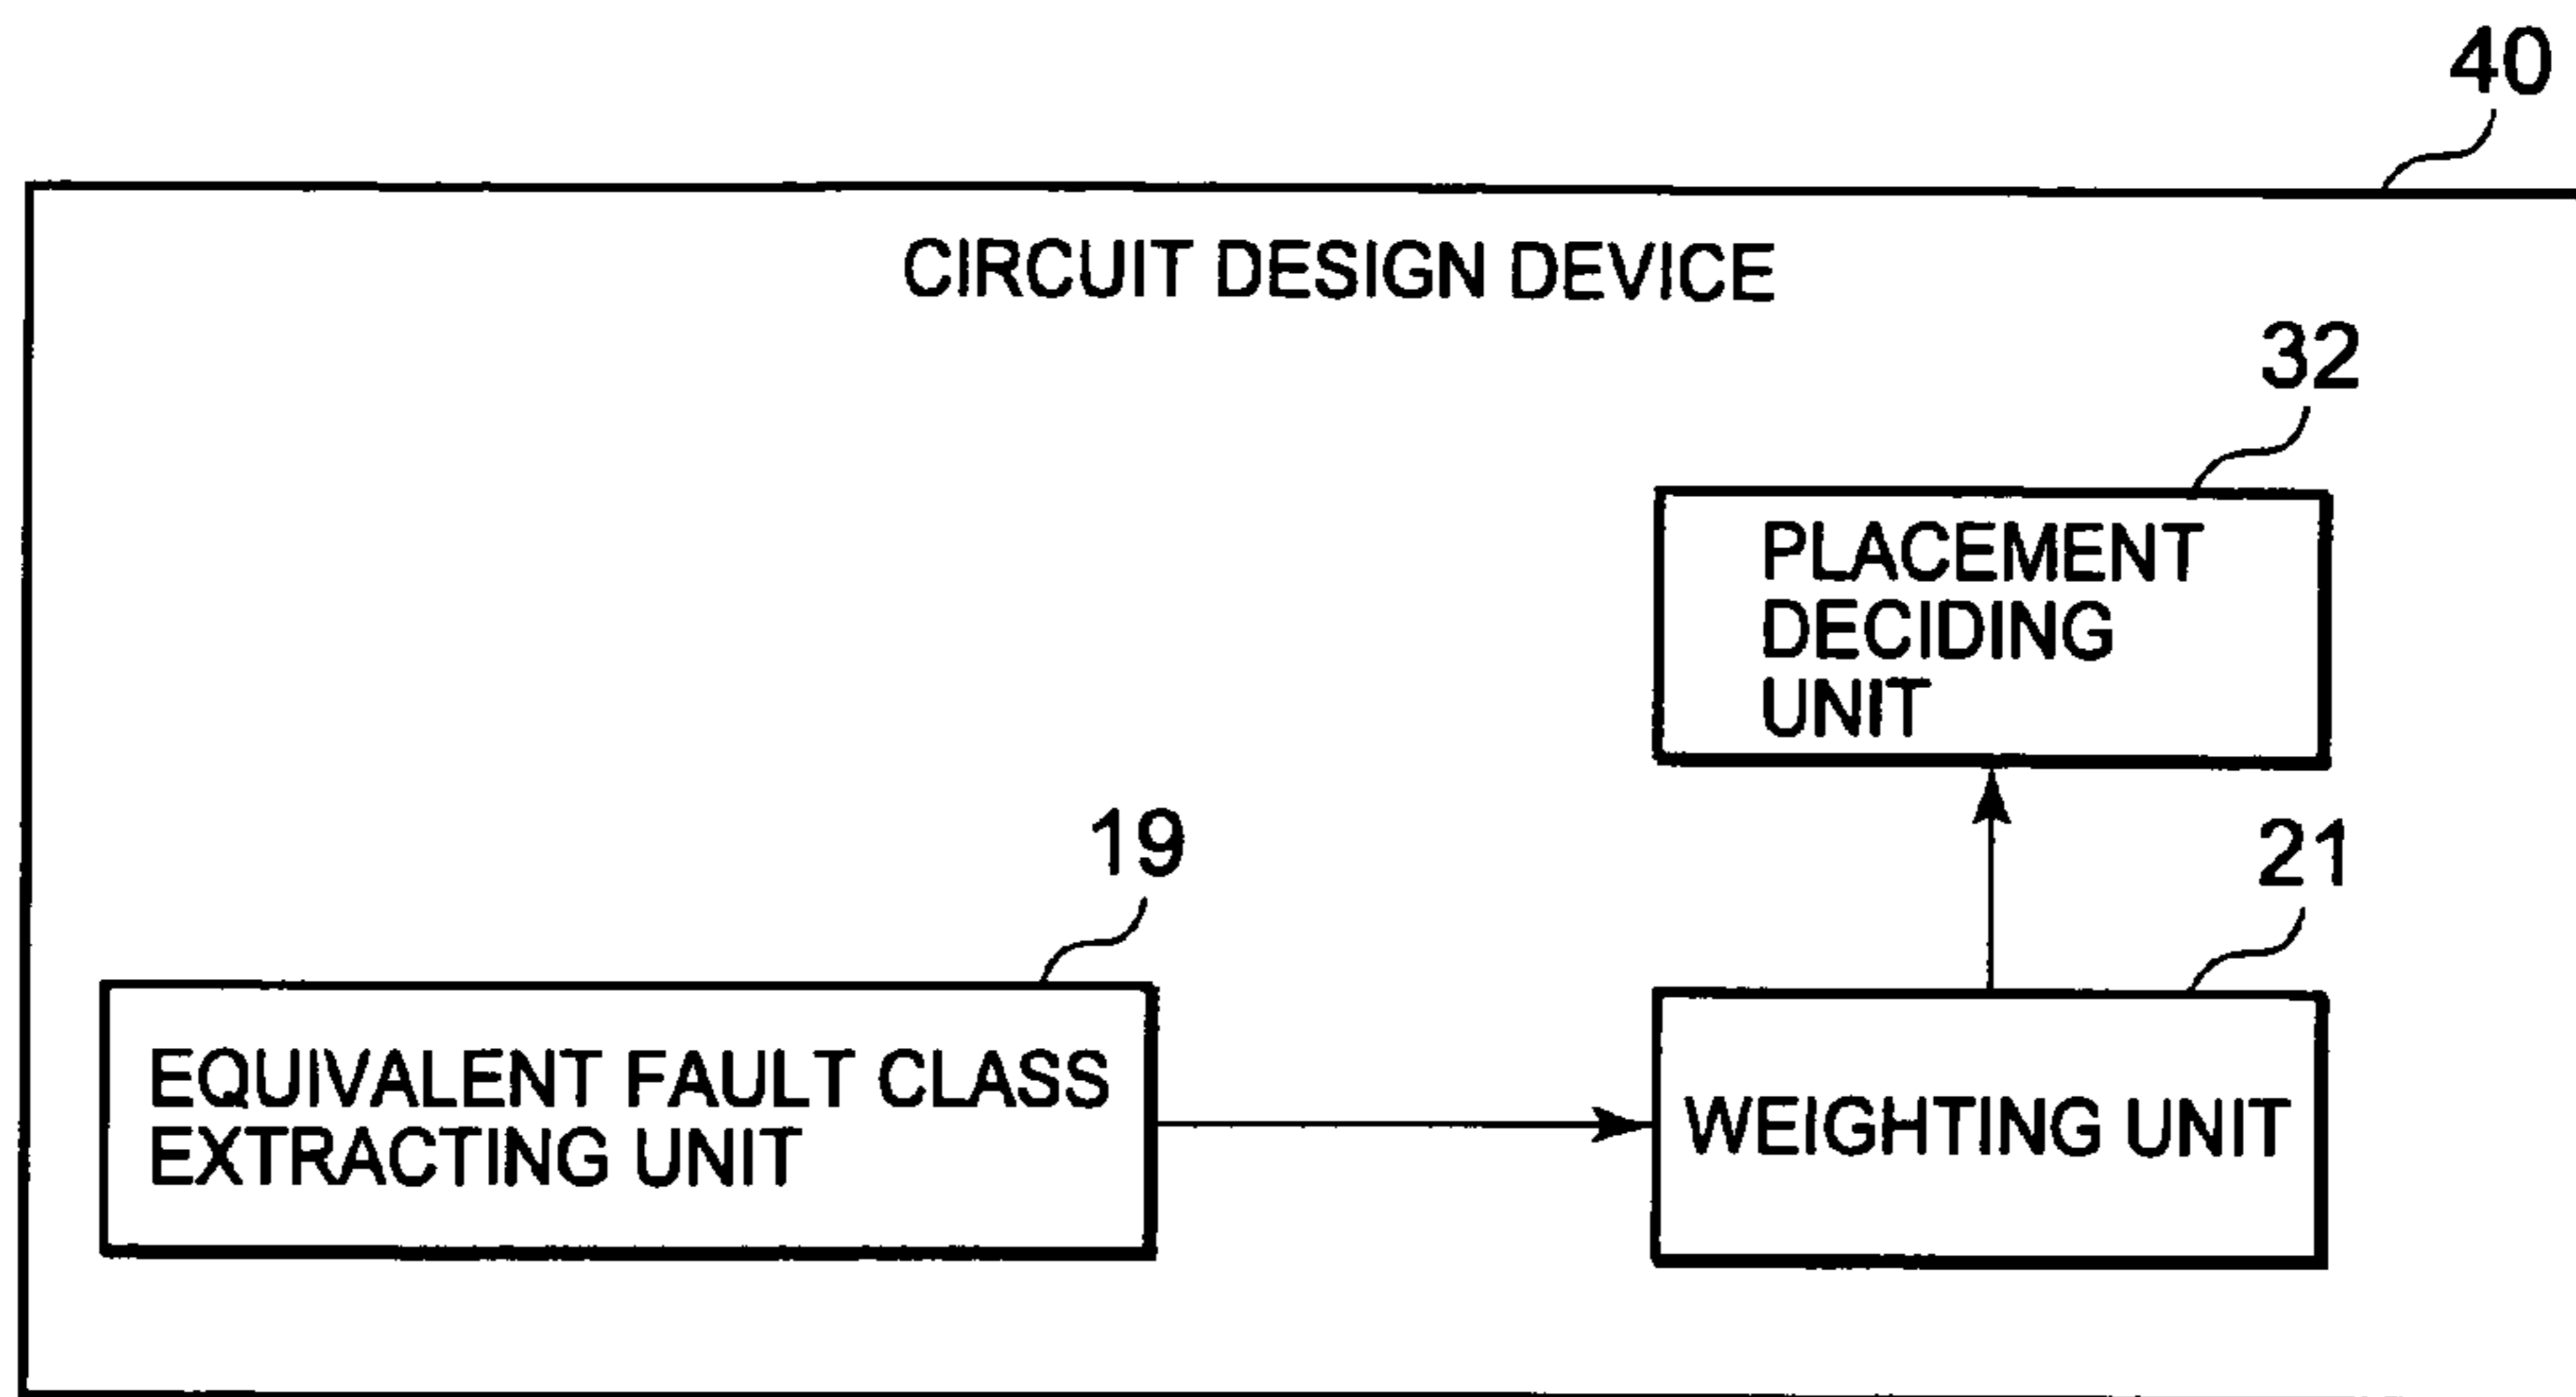 40
CIRCUIT DESIGN DEVICE
32
PLACEMENT
DECIDING
UNIT
19
21
EQUIVALENT FAULT CLASS
EXTRACTING UNIT
WEIGHTING UNIT